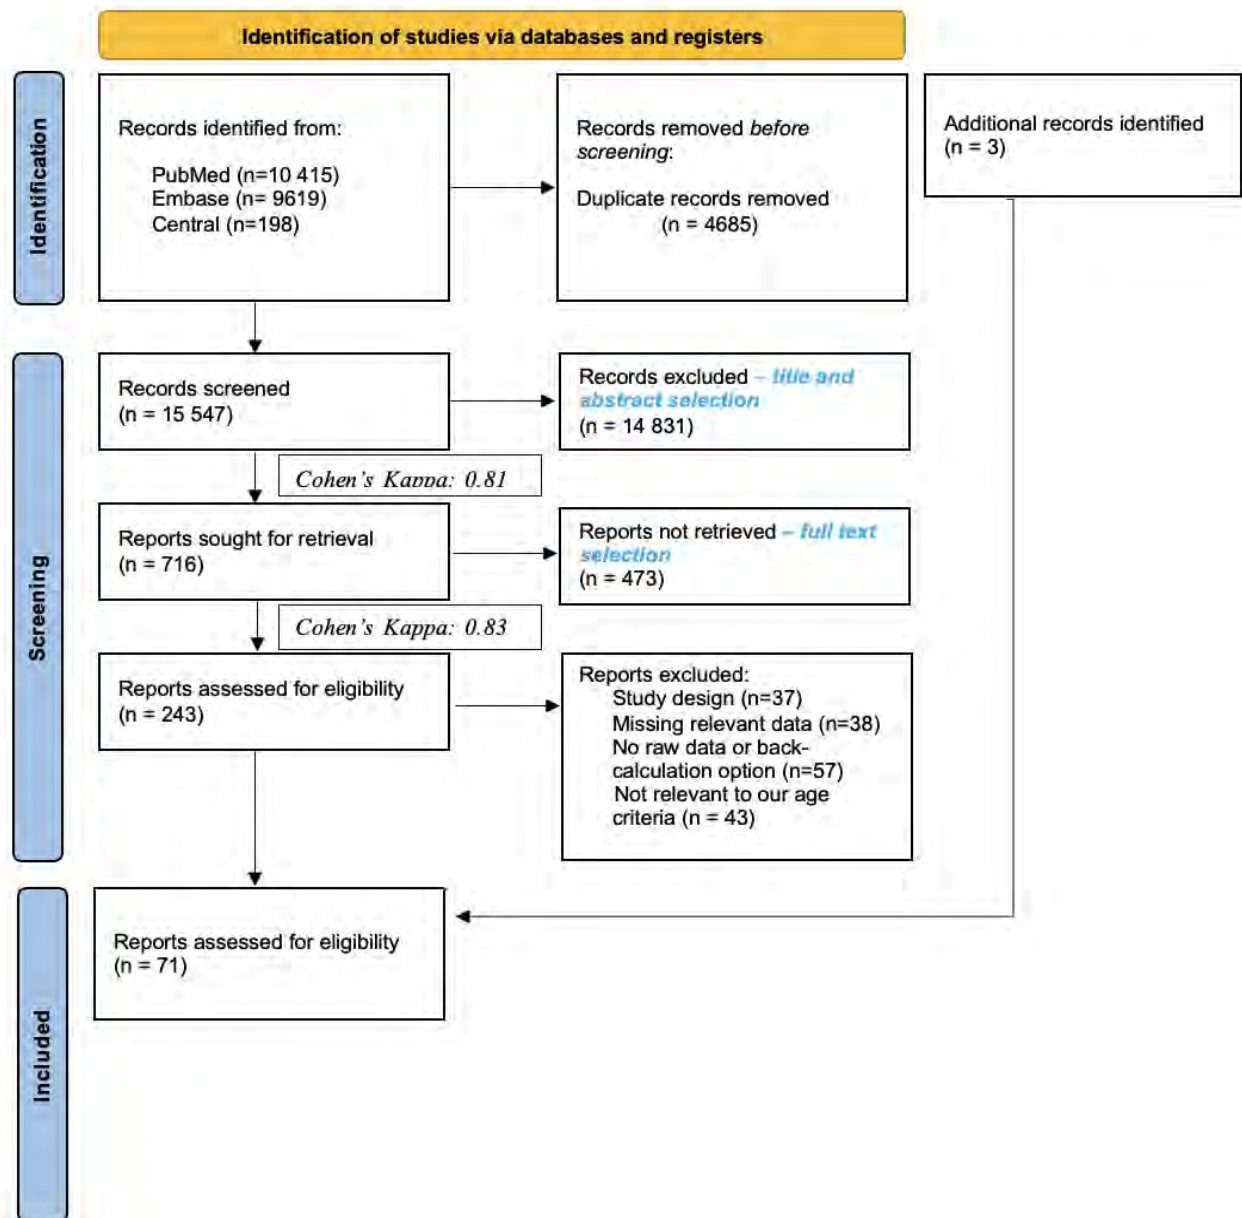 Identification of studies via databases and registers
Identification
Records identified from:
PubMed (n=10 415)
Embase (n= 9619)
Central (n=198)
Records removed before
screening:
Duplicate records removed
(n = 4685)
Additional records identified
(n = 3)
Screening
Records screened
(n = 15 547)
Records excluded – title and
abstract selection
(n = 14 831)
Cohen's Kappa: 0.81
Reports sought for retrieval
(n = 716)
Reports not retrieved – full text
selection
(n = 473)
Cohen's Kappa: 0.83
Reports assessed for eligibility
(n = 243)
Reports excluded:
Study design (n=37)
Missing relevant data (n=38)
No raw data or back-
calculation option (n=57)
Not relevant to our age
criteria (n = 43)
Included
Reports assessed for eligibility
(n = 71)